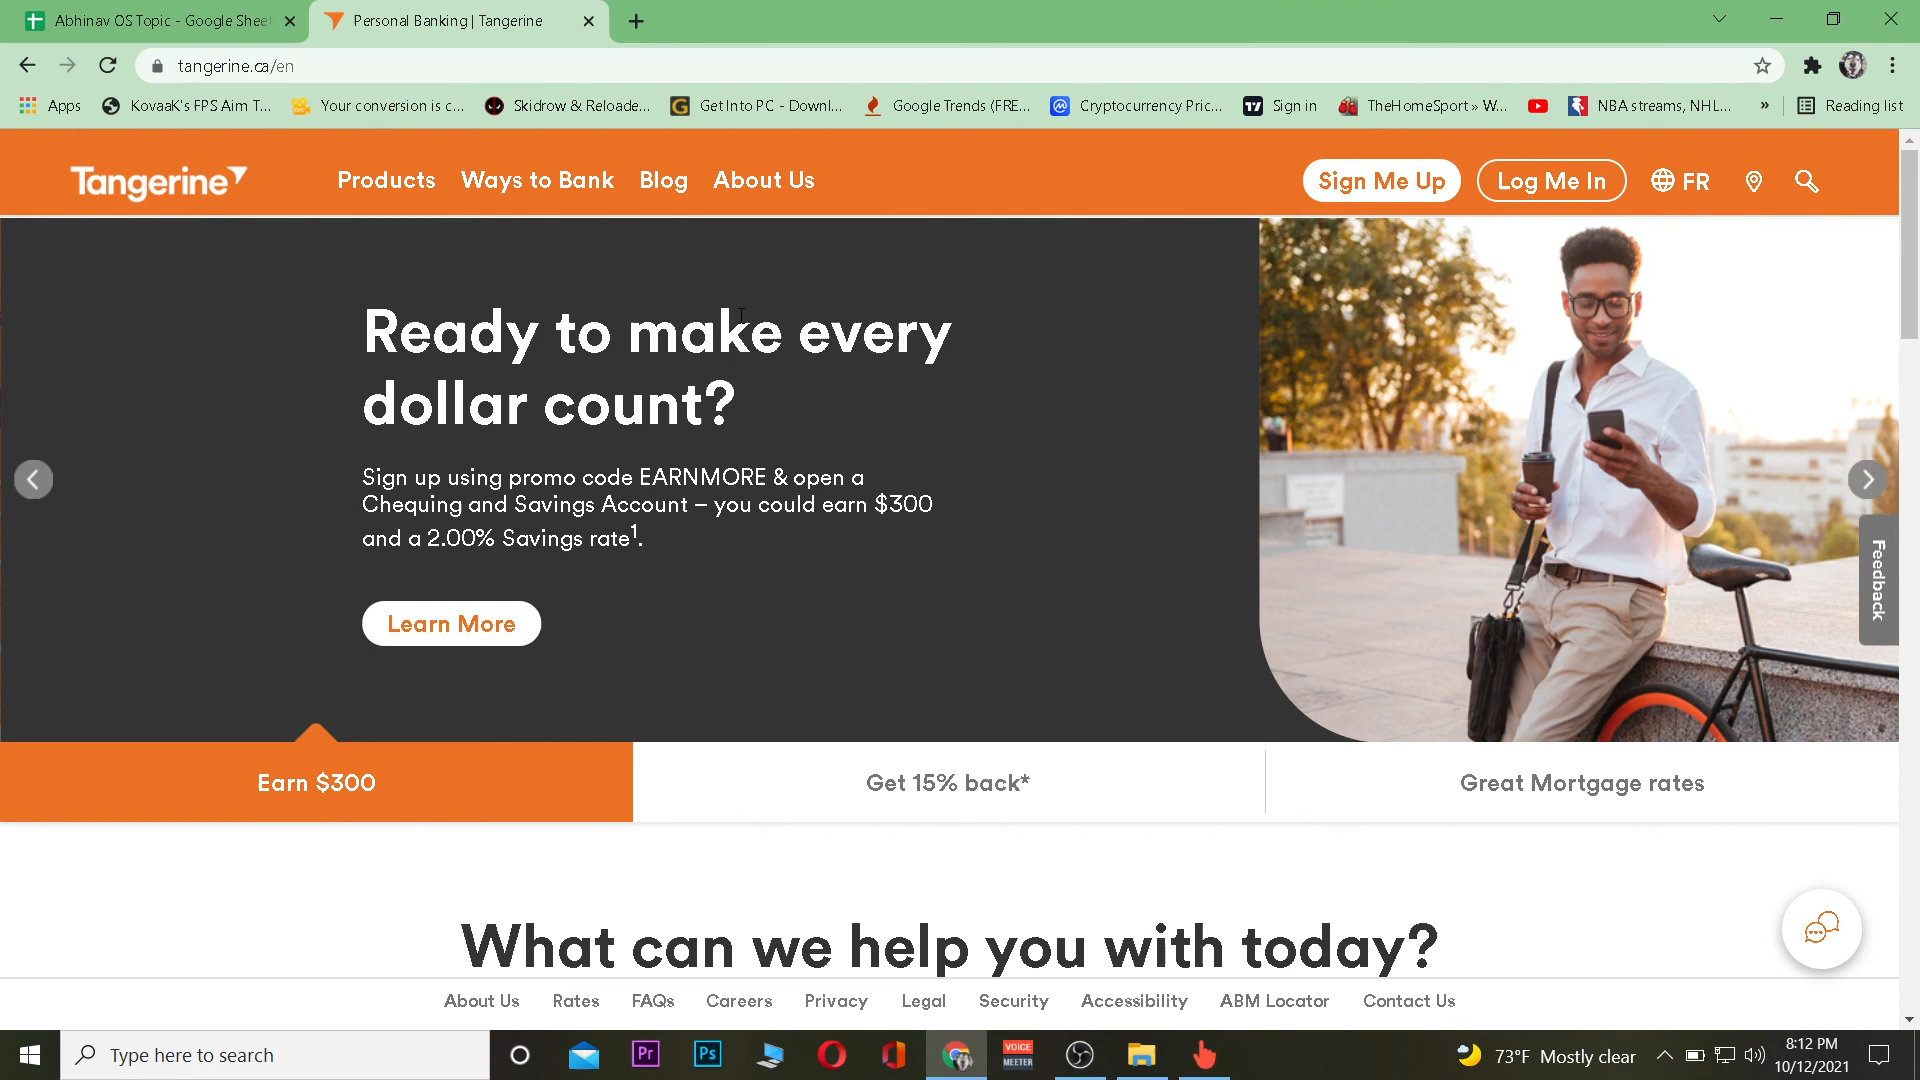 Abhinav OS Topic - Google Sheet
Personal Banking | Tangerine
tangerine.ca/en
Apps
KovaaK's FPS Aim T...
Your conversion is c...
Skidrow & Reloade...
Get Into PC - Downl...
Google Trends (FRE...
Cryptocurrency Pric...
Sign in
TheHomeSport » W...
NBA streams, NHL...
»
Reading list
Tangerine
Products
Ways to Bank
Blog
About Us
Sign Me Up
Log Me In
FR
Ready to make every
dollar count?
Sign up using promo code EARNMORE & open a
Chequing and Savings Account – you could earn $300
and a 2.00% Savings rate1.
Learn More
Feedback
Earn $300
Get 15% back*
Great Mortgage rates
What can we help you with today?
About Us
Rates
FAQs
Careers
Privacy
Legal
Security
Accessibility
ABM Locator
Contact Us
Type here to search
Pr
Ps
VOICE
MEETER
73°F Mostly clear
8:12 PM
10/12/2021